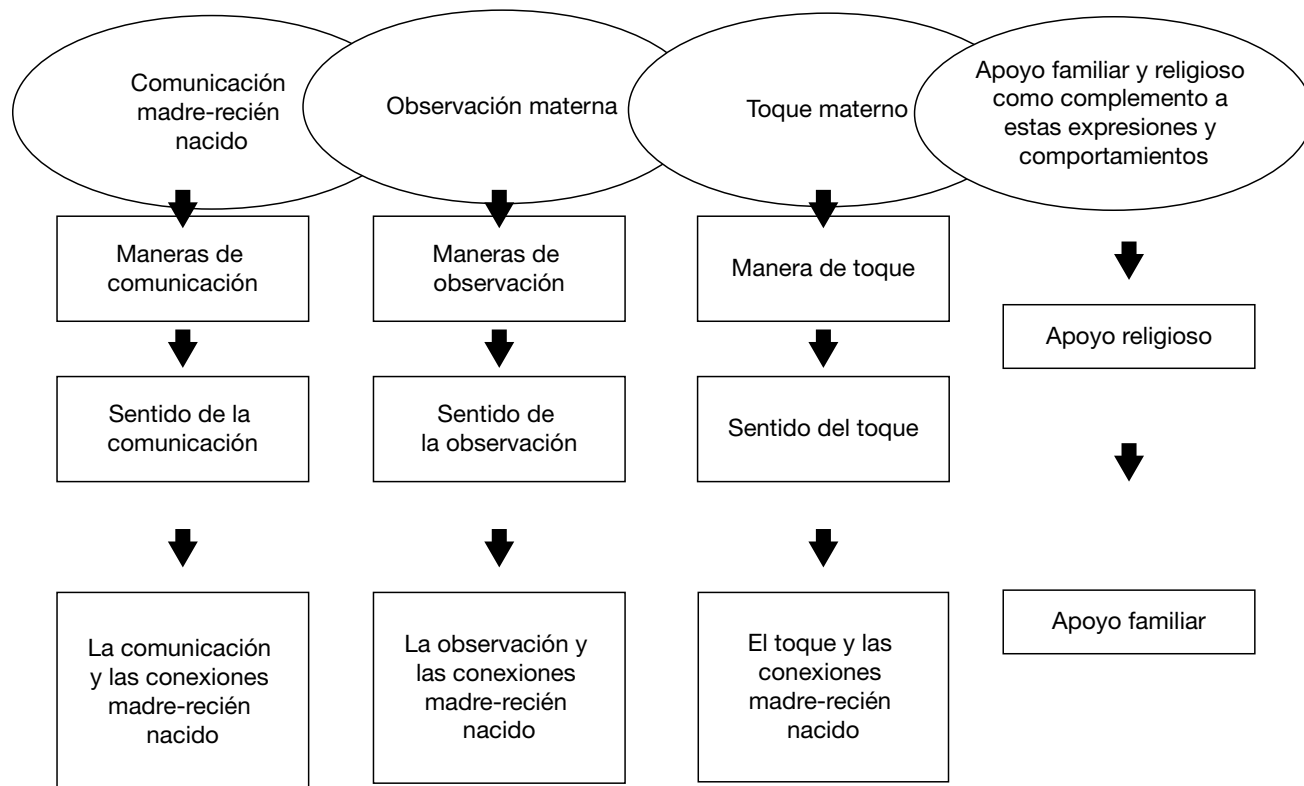 Comunicación
madre-recién
nacido
Observación materna
Toque materno
Apoyo familiar y religioso
como complemento a
estas expresiones y
comportamientos
Maneras de
comunicación
Maneras de
observación
Manera de toque
Apoyo religioso
Sentido de la
comunicación
Sentido de
la observación
Sentido del toque
Apoyo familiar
La comunicación
y las conexiones
madre-recién
nacido
La observación y
las conexiones
madre-recién
nacido
El toque y las
conexiones
madre-recién
nacido